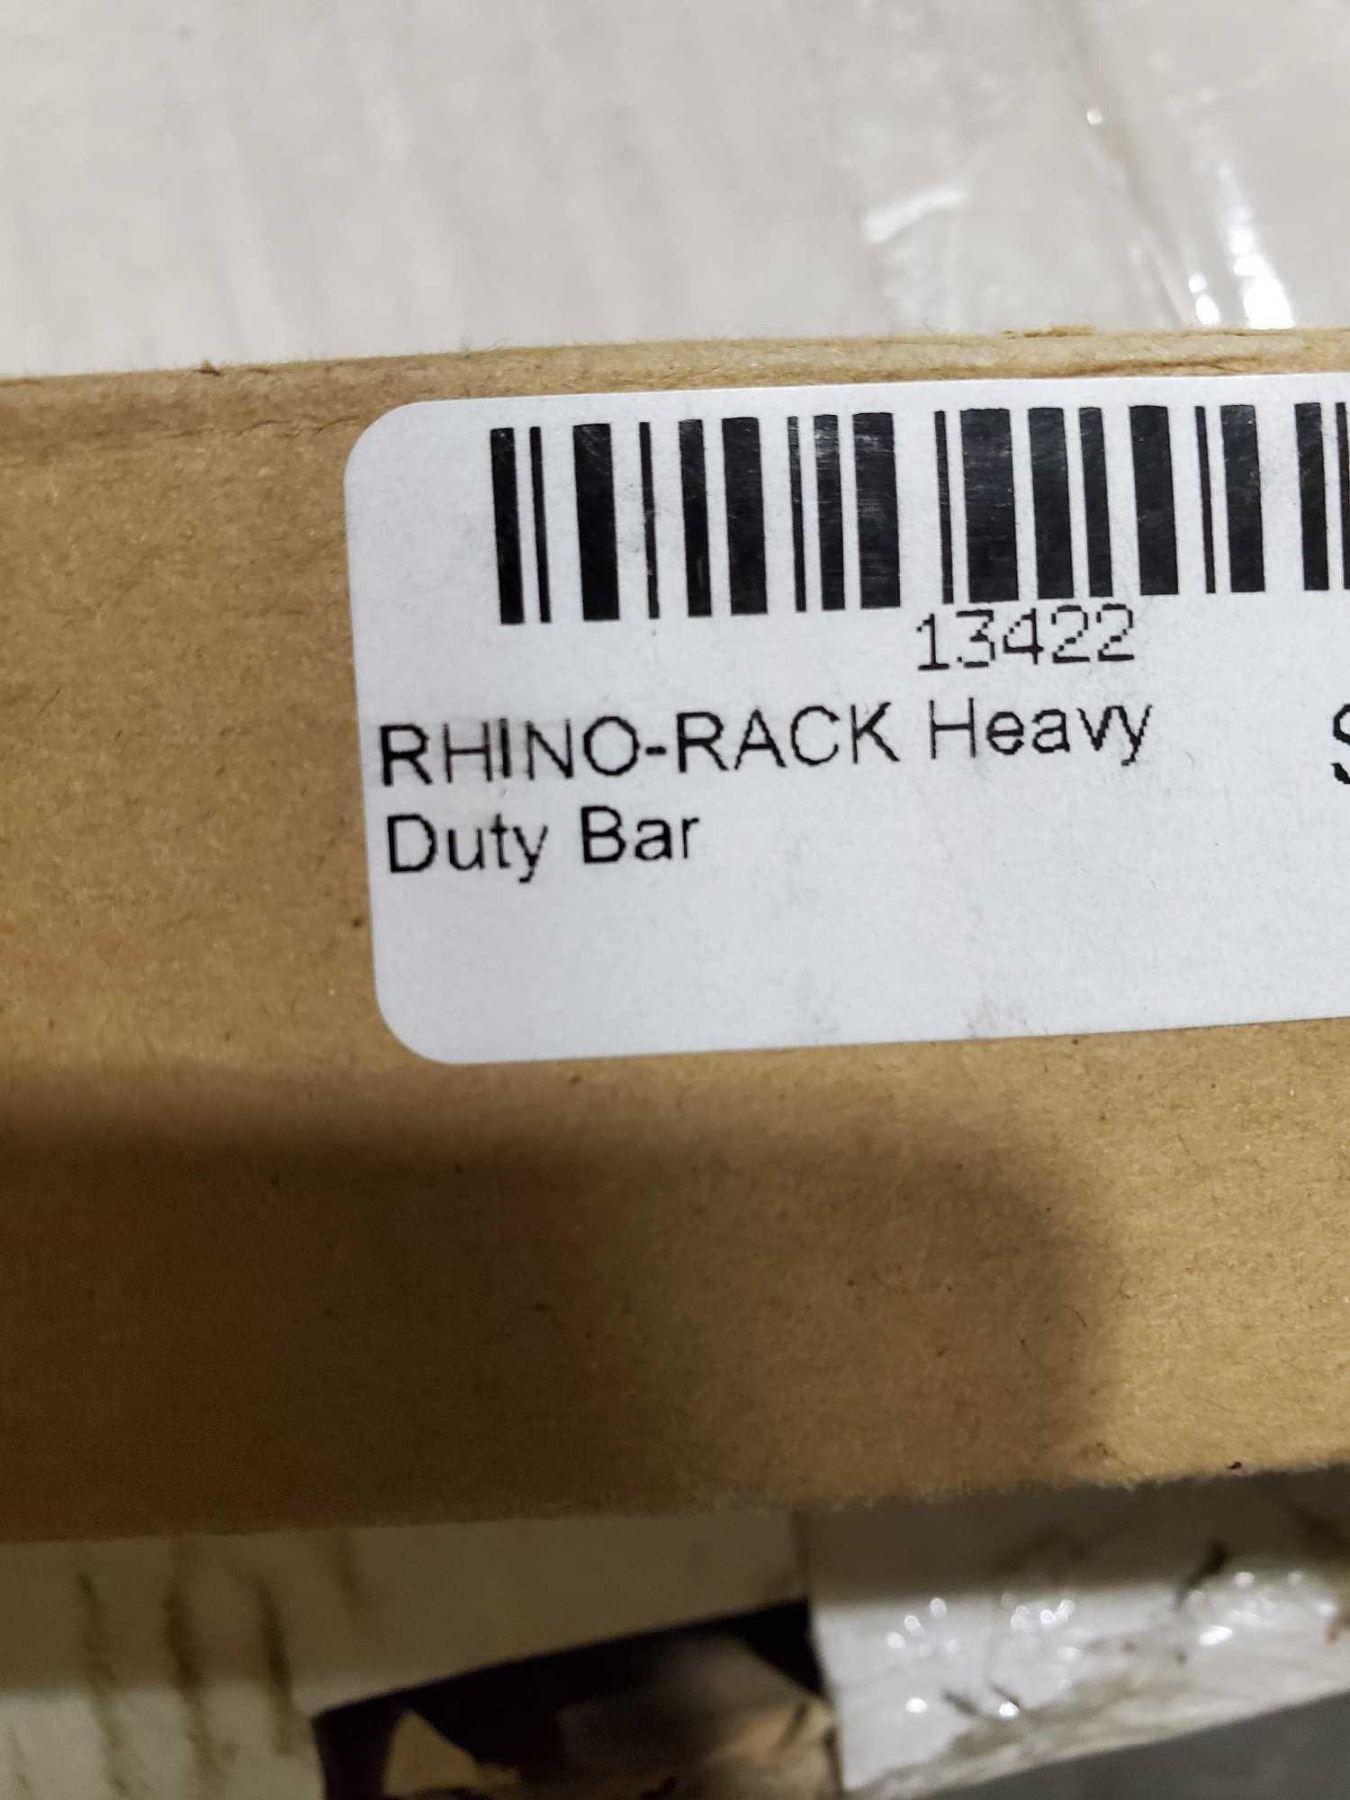 13422
RHINO-RACK Heavy
Duty Bar